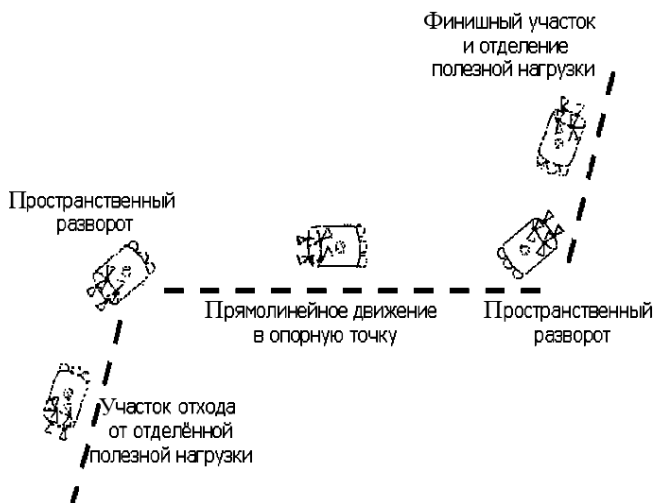 Финишный участок
и отделение
полезной нагрузки
Пространственный
разворот
Прямолинейное движение
в опорную точку
Пространственный
разворот
Участок отхода
от отделённой
полезной нагрузки